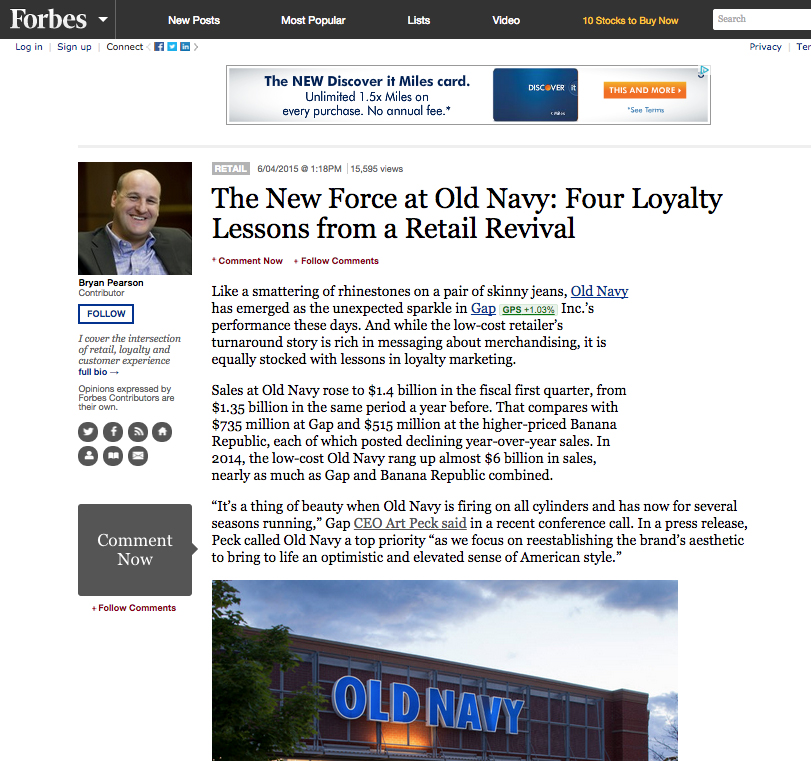 Forbes
New Posts
Most Popular
Lists
Video
10 Stocks to Buy Now
Search
Log in | Sign up | Connect
Privacy | Ter
The NEW Discover it Miles card.
Unlimited 1.5x Miles on
every purchase. No annual fee.*
DISCOVER it
THIS AND MORE
*See Terms
RETAIL 6/04/2015 @ 1:18PM | 15,595 views
The New Force at Old Navy: Four Loyalty
Lessons from a Retail Revival
+ Comment Now + Follow Comments
Bryan Pearson
Contributor
FOLLOW
I cover the intersection
of retail, loyalty and
customer experience
full bio →
Opinions expressed by
Forbes Contributors are
their own.
Comment
Now
+ Follow Comments
Like a smattering of rhinestones on a pair of skinny jeans, Old Navy
has emerged as the unexpected sparkle in Gap GPS +1.03% Inc.’s
performance these days. And while the low-cost retailer’s
turnaround story is rich in messaging about merchandising, it is
equally stocked with lessons in loyalty marketing.
Sales at Old Navy rose to $1.4 billion in the fiscal first quarter, from
$1.35 billion in the same period a year before. That compares with
$735 million at Gap and $515 million at the higher-priced Banana
Republic, each of which posted declining year-over-year sales. In
2014, the low-cost Old Navy rang up almost $6 billion in sales,
nearly as much as Gap and Banana Republic combined.
“It’s a thing of beauty when Old Navy is firing on all cylinders and has now for several
seasons running,” Gap CEO Art Peck said in a recent conference call. In a press release,
Peck called Old Navy a top priority “as we focus on reestablishing the brand’s aesthetic
to bring to life an optimistic and elevated sense of American style.”
OLD NAVY